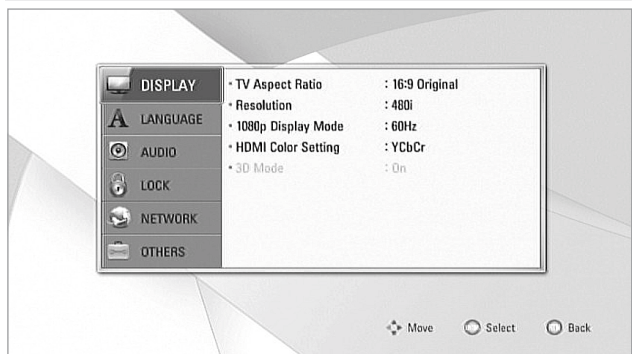 DISPLAY
LANGUAGE
AUDIO
LOCK
NETWORK
OTHERS
• TV Aspect Ratio : 16:9 Original
• Resolution : 480i
• 1080p Display Mode : 60Hz
• HDMI Color Setting : YCbCr
• 3D Mode : On
Move Select Back